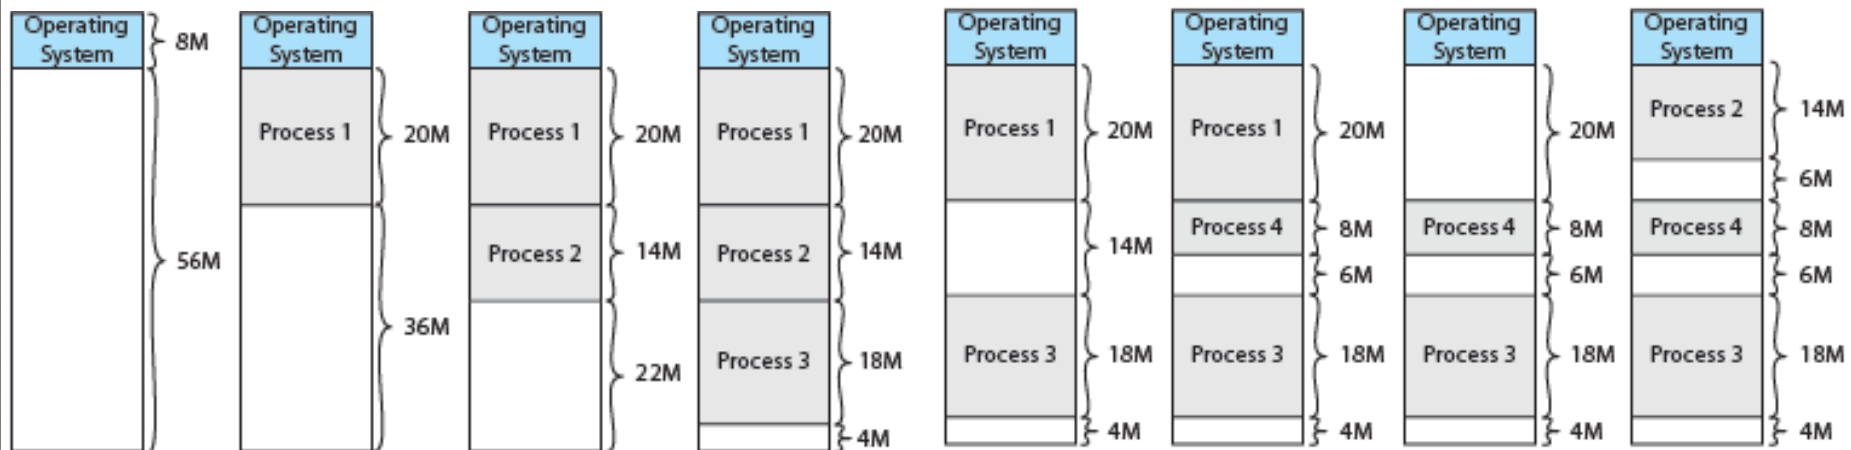 Operating
System
8M
56M
Operating
System
Process 1
20M
36M
Operating
System
Process 1
20M
Process 2
14M
22M
Operating
System
Process 1
20M
Process 2
14M
Process 3
18M
4M
Operating
System
Process 1
20M
14M
Process 3
18M
4M
Operating
System
Process 1
20M
Process 4
8M
6M
Process 3
18M
4M
Operating
System
20M
Process 4
8M
6M
Process 3
18M
4M
Operating
System
Process 2
14M
6M
Process 4
8M
6M
Process 3
18M
4M